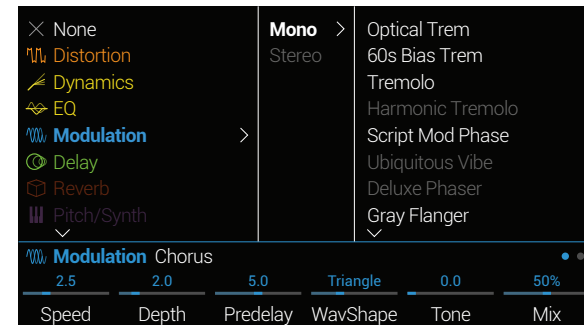 None
Distortion
Dynamics
EQ
Modulation
Delay
Reverb
Pitch/Synth
Mono >
Stereo
Optical Trem
60s Bias Trem
Tremolo
Harmonic Tremolo
Script Mod Phase
Ubiquitous Vibe
Deluxe Phaser
Gray Flanger
Modulation Chorus
2.5 2.0 5.0 Triangle 0.0 50%
Speed Depth Predelay WavShape Tone Mix